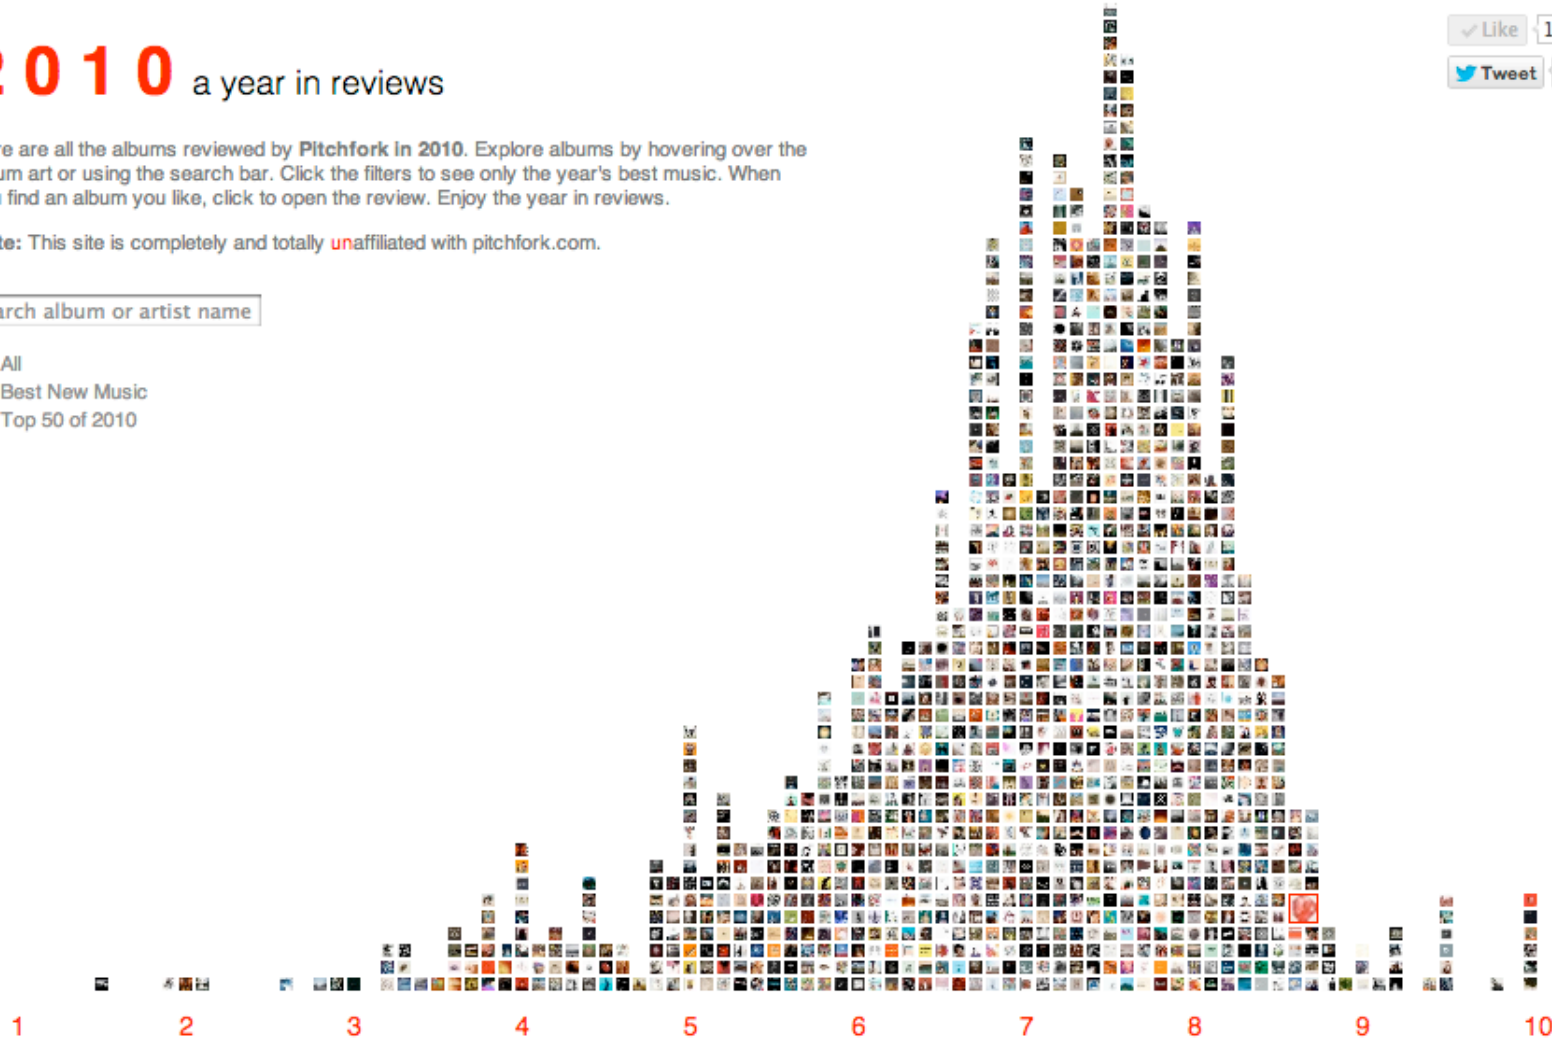 2010 a year in reviews
Like 1
Tweet
re are all the albums reviewed by Pitchfork in 2010. Explore albums by hovering over the
um art or using the search bar. Click the filters to see only the year's best music. When
find an album you like, click to open the review. Enjoy the year in reviews.
te: This site is completely and totally unaffiliated with pitchfork.com.
arch album or artist name
All
Best New Music
Top 50 of 2010
1 2 3 4 5 6 7 8 9 10